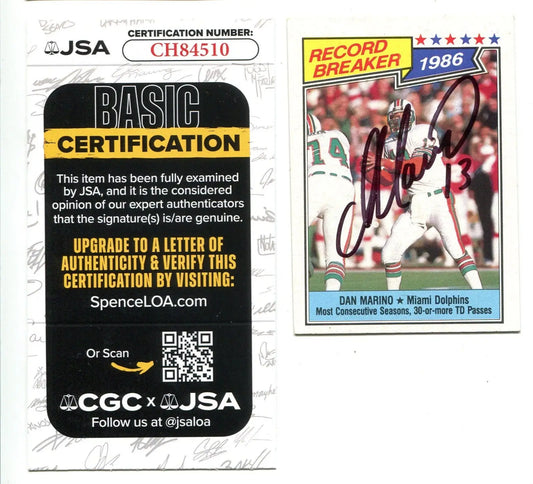 JSA
CERTIFICATION NUMBER:
CH84510
BASIC
CERTIFICATION
This item has been fully examined
by JSA, and it is the considered
opinion of our expert authenticators
that the signature(s) is/are genuine.
UPGRADE TO A LETTER OF
AUTHENTICITY & VERIFY THIS
CERTIFICATION BY VISITING:
SpenceLOA.com
Or Scan
CGC x JSA
Follow us at @jsaloa
RECORD
BREAKER
1986
14
13
DAN MARINO ★ Miami Dolphins
Most Consecutive Seasons, 30-or-more TD Passes